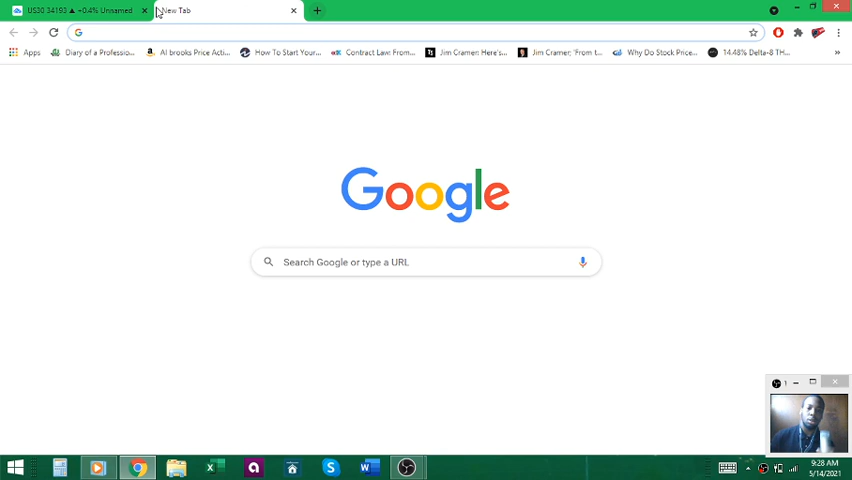 US30 34193 ▲ +0.4% Unnamed
New Tab
Apps
Diary of a Professio...
AI brooks Price Acti...
How To Start Your...
Contract Law: From...
Jim Cramer: Here's...
Jim Cramer, 'From t...
Why Do Stock Price...
14.48% Delta-8 TH...
»
Google
Search Google or type a URL
1
9:28 AM
5/14/2021